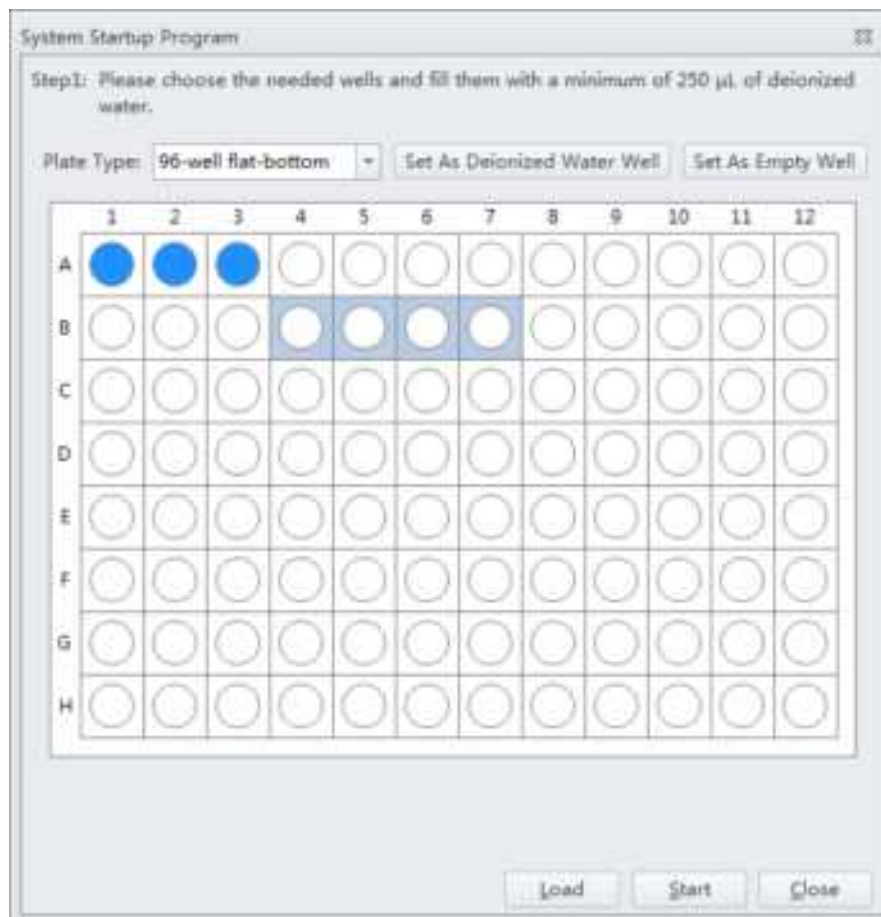 System Startup Program
Step1: Please choose the needed wells and fill them with a minimum of 250 µL of deionized
water.
Plate Type: 96-well flat-bottom Set As Deionized Water Well Set As Empty Well
1 2 3 4 5 6 7 8 9 10 11 12
A
B
C
D
E
F
G
H
Load Start Close